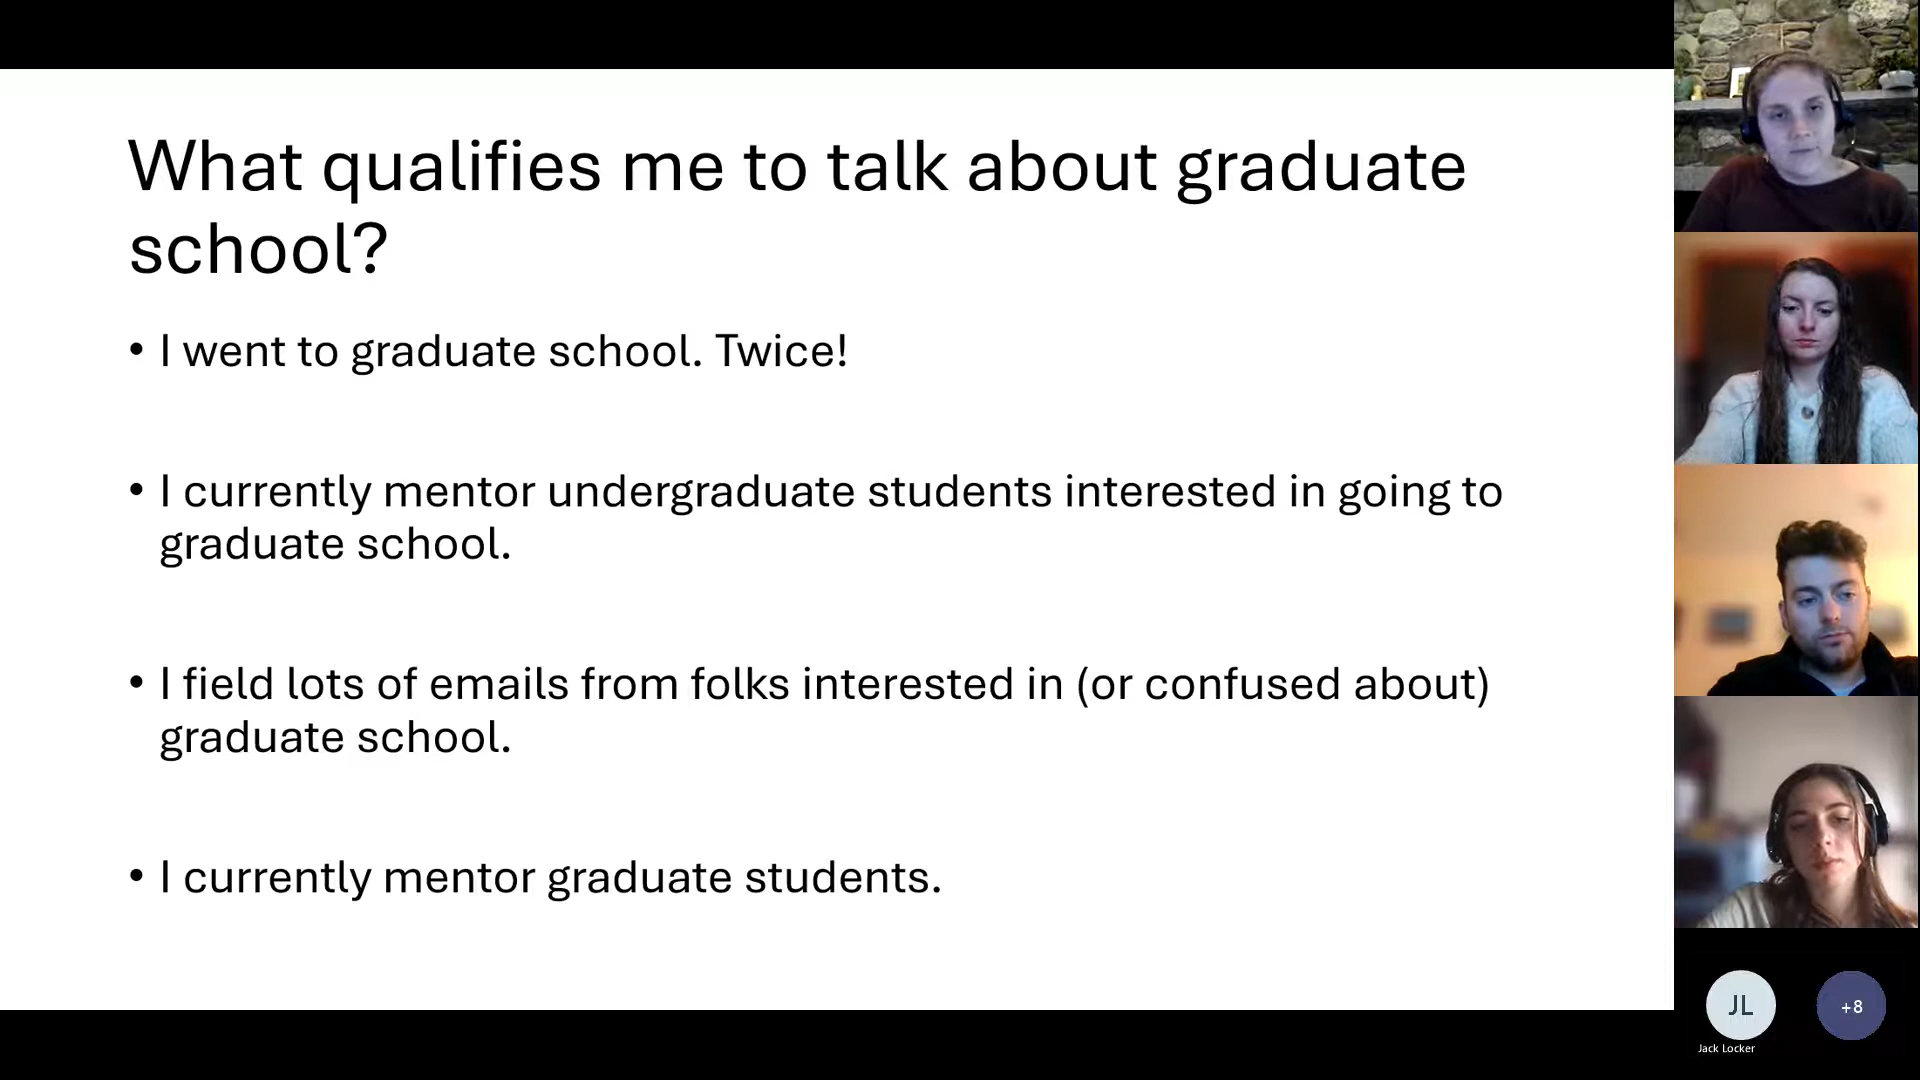 What qualifies me to talk about graduate
school?
• I went to graduate school. Twice!
• I currently mentor undergraduate students interested in going to
graduate school.
• I field lots of emails from folks interested in (or confused about)
graduate school.
• I currently mentor graduate students.
JL
+8
Jack Locker